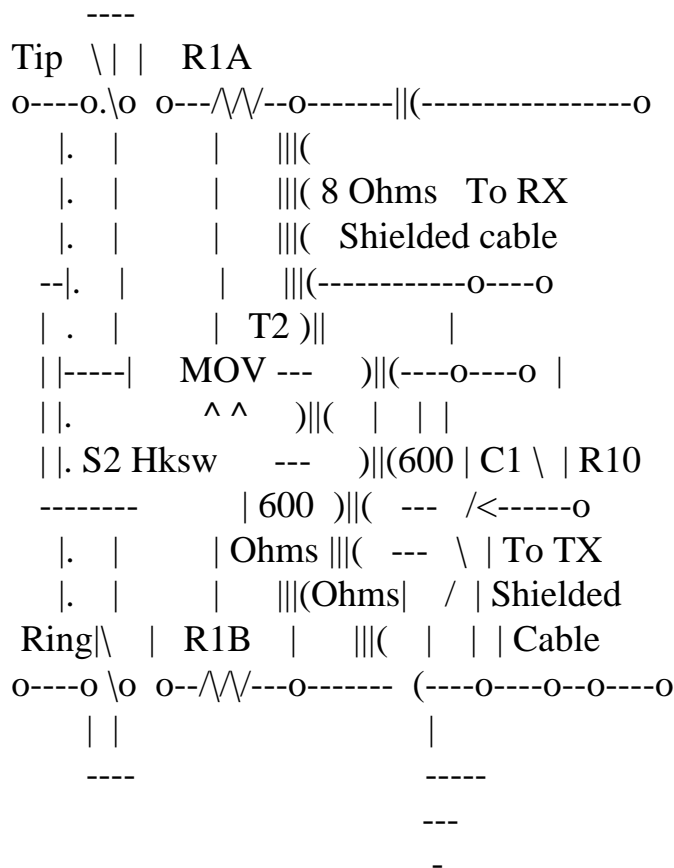 ----
Tip \ | | R1A
o----o.\o o---/\/\/--o-------||(-----------------o
|. | | |||(
|. | | |||( 8 Ohms To RX
|. | | |||( Shielded cable
--|. | | |||(------------o----o
| . | | T2 )|| |
| |-----| MOV --- )||(----o----o |
| |. ^ ^ )||( | | |
| |. S2 Hksw --- )||(600 | C1 \ | R10
-------- | 600 )||( --- /<------o
|. | | Ohms |||( --- \ | To TX
|. | | |||(Ohms| / | Shielded
Ring|\ | R1B | |||( | | | Cable
o----o \o o--/\/\/---o------- (----o----o--o----o
| | |
---- -----
---
-